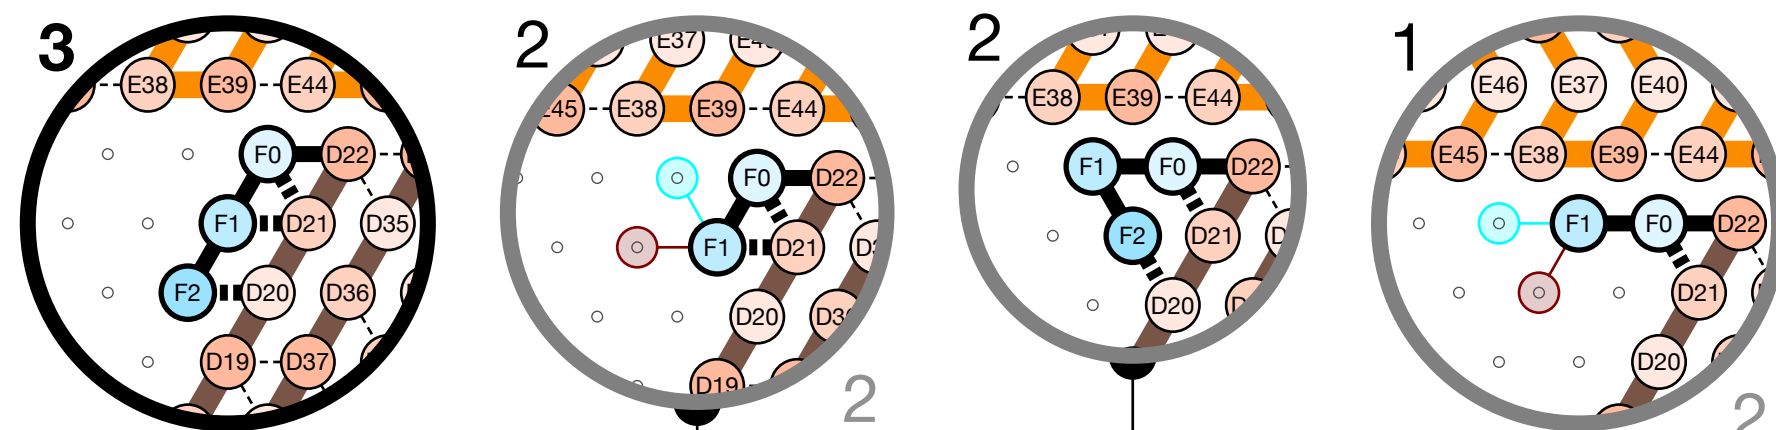 3
E38 E39 E44
F0 D22
F1 D21 D35
F2 D20 D36
D19 D37
2
E37
E45 E38 E39 E44
F0 D22
F1 D21
D20
D19
2
2
E38 E39 E44
F1 F0 D22
F2 D21
D20
1
E46 E37 E40
E45 E38 E39 E44
F1 F0 D22
D21
D20
2